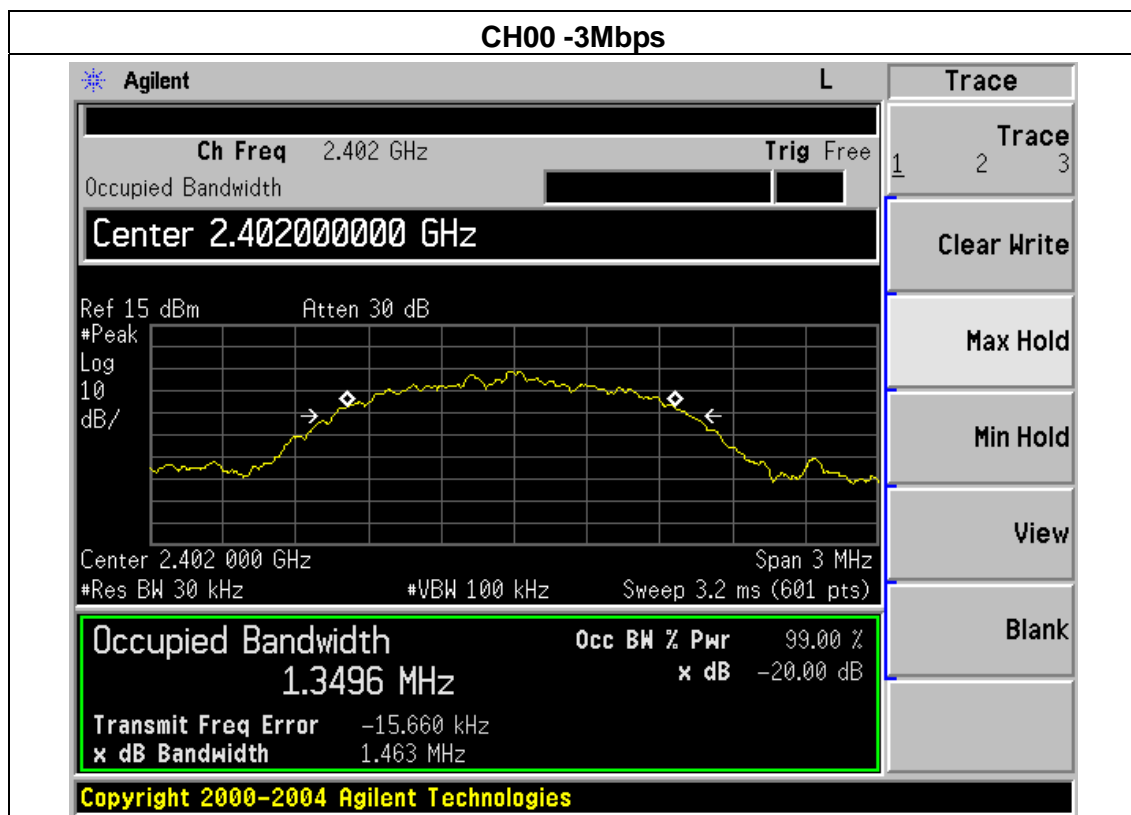 CH00 -3Mbps
Agilent L Trace
Ch Freq 2.402 GHz Trig Free
Occupied Bandwidth
Center 2.402000000 GHz
Ref 15 dBm Atten 30 dB
#Peak
Log
10
dB/
Center 2.402 000 GHz Span 3 MHz
#Res BW 30 kHz #VBW 100 kHz Sweep 3.2 ms (601 pts)
Occupied Bandwidth Occ BW % Pwr 99.00 %
1.3496 MHz x dB -20.00 dB
Transmit Freq Error -15.660 kHz
x dB Bandwidth 1.463 MHz
Copyright 2000-2004 Agilent Technologies
Trace
1 2 3
Clear Write
Max Hold
Min Hold
View
Blank